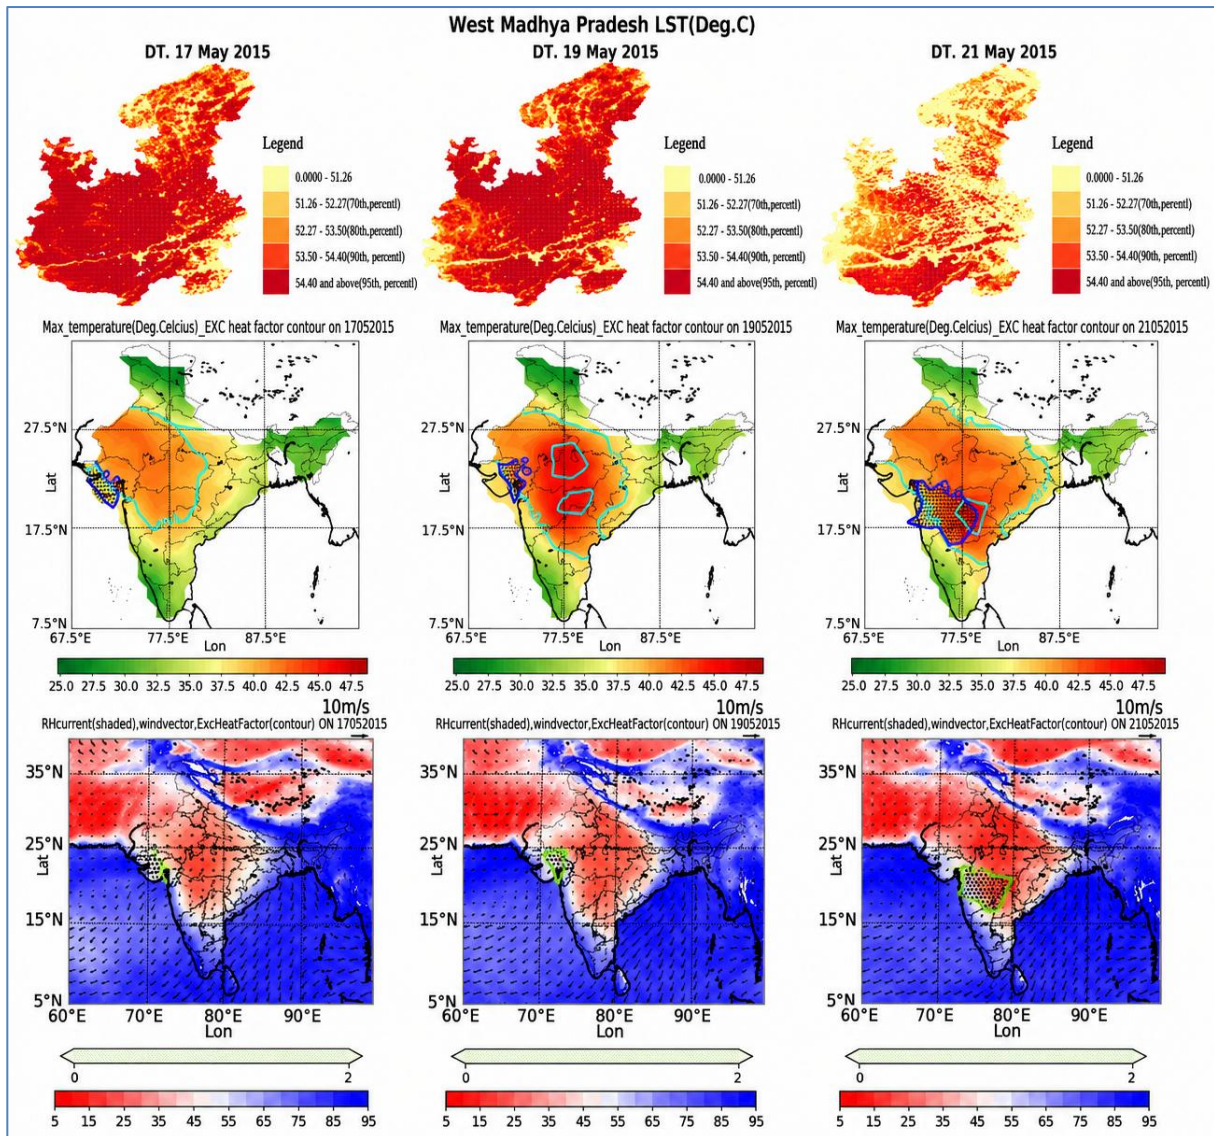 West Madhya Pradesh LST(Deg.C)
DT. 17 May 2015
DT. 19 May 2015
DT. 21 May 2015
Legend
0.0000 - 51.26
51.26 - 52.27(70th,percentl)
52.27 - 53.50(80th,percentl)
53.50 - 54.40(90th, percentl)
54.40 and above(95th, percentl)
Legend
0.0000 - 51.26
51.26 - 52.27(70th,percentl)
52.27 - 53.50(80th,percentl)
53.50 - 54.40(90th, percentl)
54.40 and above(95th, percentl)
Legend
0.0000 - 51.26
51.26 - 52.27(70th,percentl)
52.27 - 53.50(80th,percentl)
53.50 - 54.40(90th, percentl)
54.40 and above(95th, percentl)
Max_temperature(Deg.Celcius)_EXC heat factor contour on 17052015
27.5°N
Lat
17.5°N
7.5°N
67.5°E 77.5°E 87.5°E
Lon
25.0 27.5 30.0 32.5 35.0 37.5 40.0 42.5 45.0 47.5
Max_temperature(Deg.Celcius)_EXC heat factor contour on 19052015
27.5°N
Lat
17.5°N
7.5°N
67.5°E 77.5°E 87.5°E
Lon
25.0 27.5 30.0 32.5 35.0 37.5 40.0 42.5 45.0 47.5
Max_temperature(Deg.Celcius)_EXC heat factor contour on 21052015
27.5°N
Lat
17.5°N
7.5°N
67.5°E 77.5°E 87.5°E
Lon
25.0 27.5 30.0 32.5 35.0 37.5 40.0 42.5 45.0 47.5
10m/s
RHcurrent(shaded),windvector,ExcHeatFactor(contour) ON 17052015
35°N
25°N
Lat
15°N
5°N
60°E 70°E 80°E 90°E
Lon
0 2
5 15 25 35 45 55 65 75 85 95
10m/s
RHcurrent(shaded),windvector,ExcHeatFactor(contour) ON 19052015
35°N
25°N
Lat
15°N
5°N
60°E 70°E 80°E 90°E
Lon
0 2
5 15 25 35 45 55 65 75 85 95
10m/s
RHcurrent(shaded),windvector,ExcHeatFactor(contour) ON 21052015
35°N
25°N
Lat
15°N
5°N
60°E 70°E 80°E 90°E
Lon
0 2
5 15 25 35 45 55 65 75 85 95